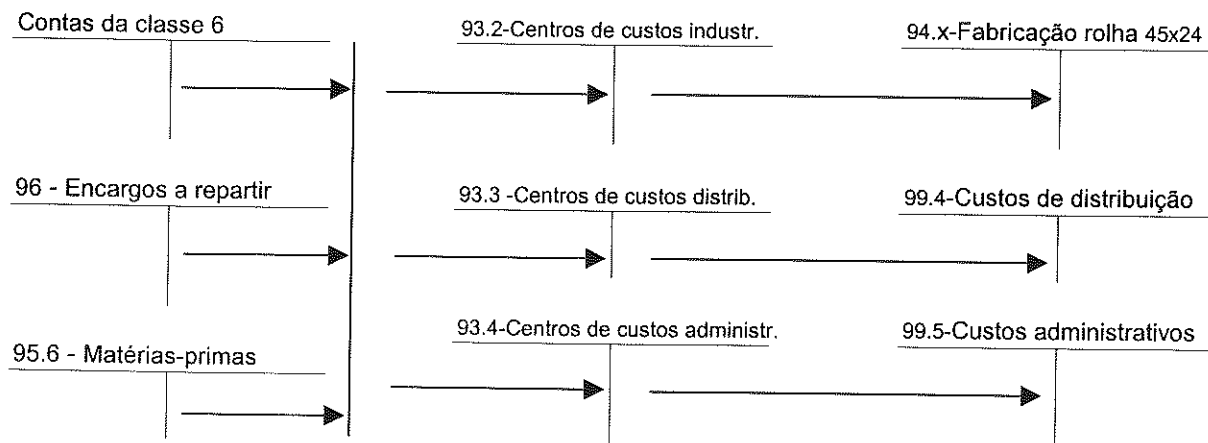 Contas da classe 6
93.2-Centros de custos industr.
94.x-Fabricação rolha 45x24
96 - Encargos a repartir
93.3 -Centros de custos distrib.
99.4-Custos de distribuição
95.6 - Matérias-primas
93.4-Centros de custos administr.
99.5-Custos administrativos